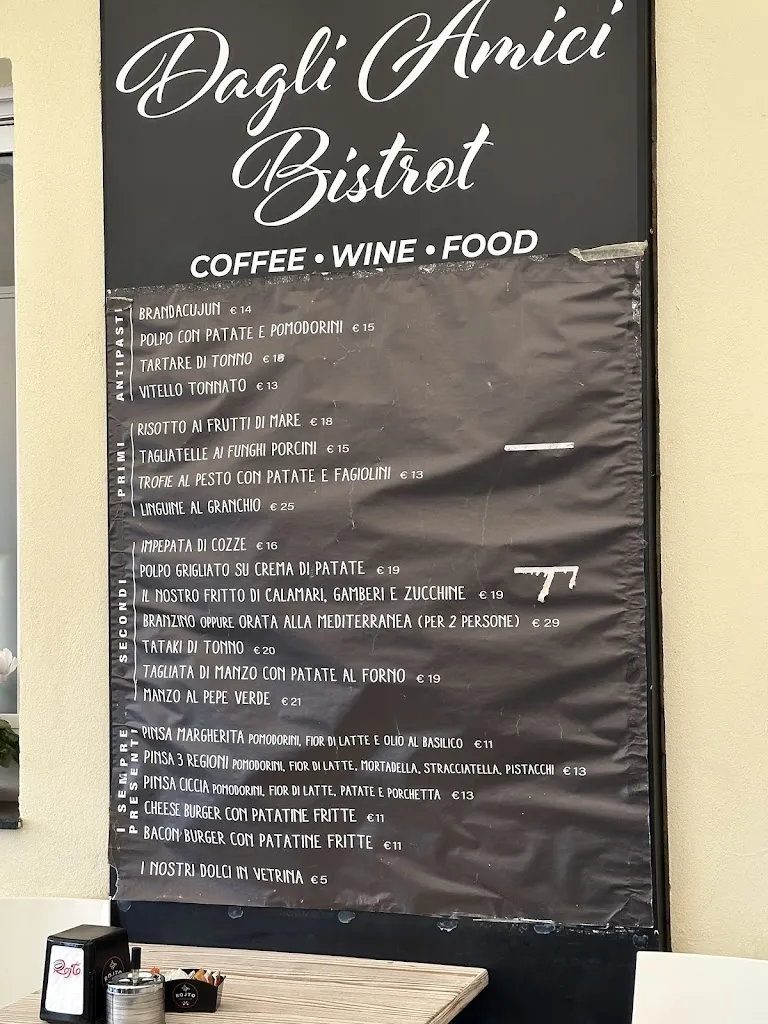 Dagli Amici
Bistrot
COFFEE • WINE • FOOD
ANTIPASTI
BRANDACUJUN € 14
POLPO CON PATATE E POMODORINI € 15
TARTARE DI TONNO € 18
VITELLO TONNATO € 13
PRIMI
RISOTTO AI FRUTTI DI MARE € 18
TAGLIATELLE AI FUNGHI PORCINI € 15
TROFIE AL PESTO CON PATATE E FAGIOLINI € 13
LINGUINE AL GRANCHIO € 25
SECONDI
IMPEPATA DI COZZE € 16
POLPO GRIGLIATO SU CREMA DI PATATE € 19
IL NOSTRO FRITTO DI CALAMARI, GAMBERI E ZUCCHINE € 19
BRANZINO OPPURE ORATA ALLA MEDITERRANEA (PER 2 PERSONE) € 29
TATAKI DI TONNO € 20
TAGLIATA DI MANZO CON PATATE AL FORNO € 19
MANZO AL PEPE VERDE € 21
I SEMPRE
PRESENTI
PINSA MARGHERITA POMODORINI, FIOR DI LATTE E OLIO AL BASILICO € 11
PINSA 3 REGIONI POMODORINI, FIOR DI LATTE, MORTADELLA, STRACCIATELLA, PISTACCHI € 13
PINSA CICCIA POMODORINI, FIOR DI LATTE, PATATE E PORCHETTA € 13
CHEESE BURGER CON PATATINE FRITTE € 11
BACON BURGER CON PATATINE FRITTE € 11
I NOSTRI DOLCI IN VETRINA € 5
Rojto
ROJTO